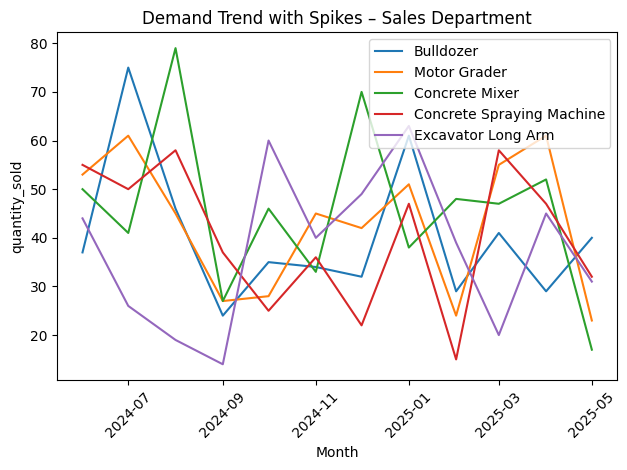 Demand Trend with Spikes – Sales Department
Bulldozer
Motor Grader
Concrete Mixer
Concrete Spraying Machine
Excavator Long Arm
quantity_sold
80
70
60
50
40
30
20
2024-07
2024-09
2024-11
2025-01
2025-03
2025-05
Month